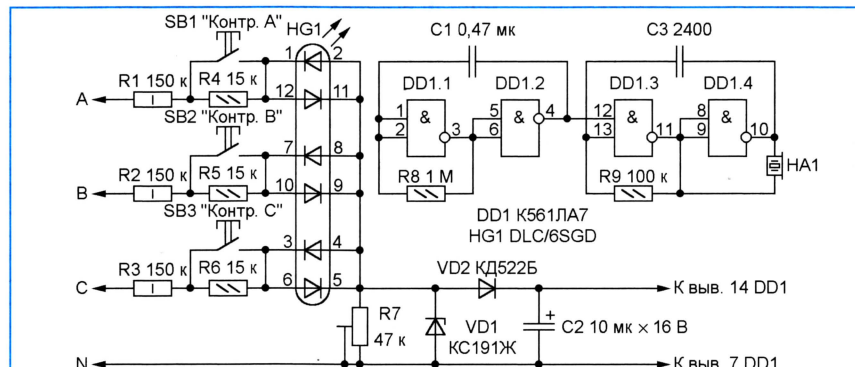 SB1 "Контр. А"
HG1
C1 0,47 мк
C3 2400
1
2
R1 150 к
R4 15 к
DD1.1
DD1.2
DD1.3
DD1.4
A
12
11
SB2 "Контр. В"
1
2
&
3
5
6
&
4
12
13
&
11
8
9
&
10
7
8
R2 150 к
R5 15 к
R8 1 М
R9 100 к
HA1
B
10
9
SB3 "Контр. С"
DD1 К561ЛА7
HG1 DLC/6SGD
3
4
R3 150 к
R6 15 к
VD2 КД522Б
C
6
5
К выв. 14 DD1
R7
47 к
VD1
КС191Ж
+
C2 10 мк × 16 В
N
К выв. 7 DD1